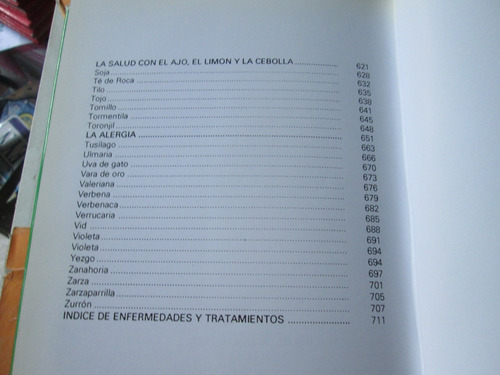 LA SALUD CON EL AJO, EL LIMON Y LA CEBOLLA .................. 621
Soja .................. 628
Té de Roca .................. 632
Tilo .................. 635
Tojo .................. 638
Tomillo .................. 641
Tormentila .................. 645
Toronjil .................. 648
LA ALERGIA .................. 651
Tusilago .................. 663
Ulmaria .................. 666
Uva de gato .................. 670
Vara de oro .................. 673
Valeriana .................. 676
Verbena .................. 679
Verbenaca .................. 682
Verrucaria .................. 685
Vid .................. 688
Violeta .................. 691
Violeta .................. 694
Yezgo .................. 694
Zanahoria .................. 697
Zarza .................. 701
Zarzaparrilla .................. 705
Zurrón .................. 707
INDICE DE ENFERMEDADES Y TRATAMIENTOS .................. 711